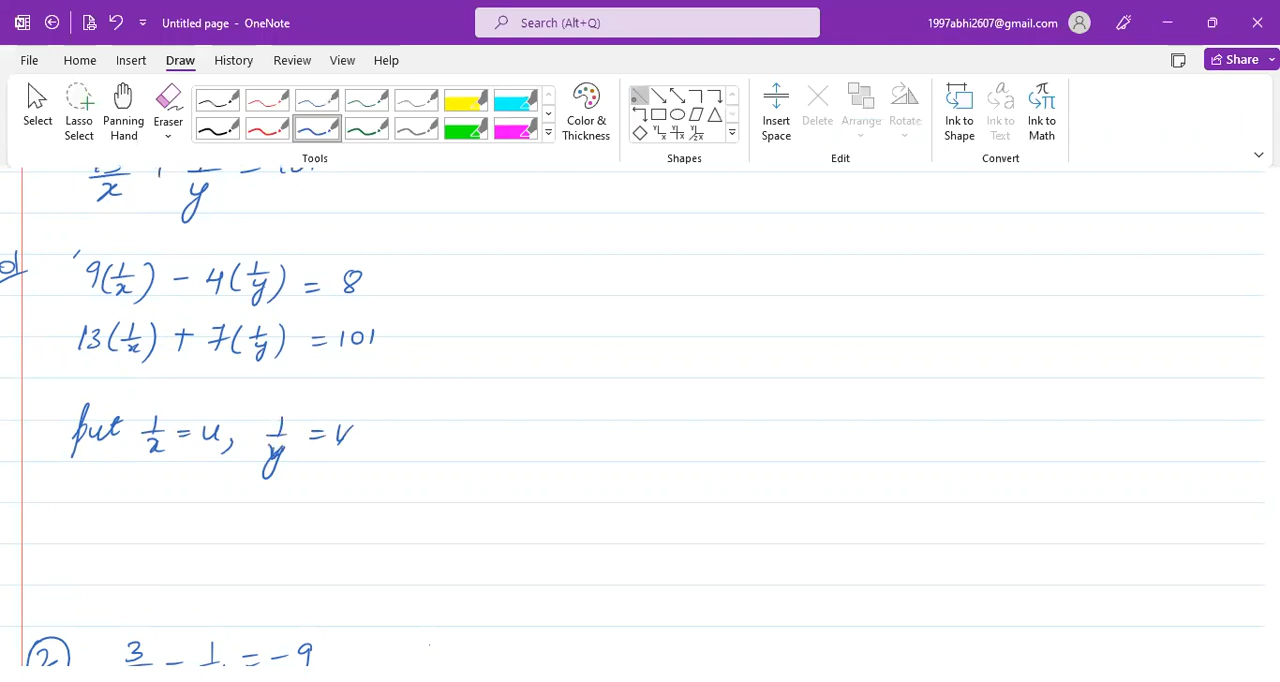 Untitled page - OneNote
Search (Alt+Q)
1997abhi2607@gmail.com
File Home Insert Draw History Review View Help
Share
Select
Lasso Select
Panning Hand
Eraser
Color & Thickness
Insert Space
Delete
Arrange
Rotate
Ink to Shape
Ink to Text
Ink to Math
Tools
Shapes
Edit
Convert
9(1/x) - 4(1/y) = 8
13(1/x) + 7(1/y) = 101
put 1/x = u, 1/y = v
② 3 - 1 = -9